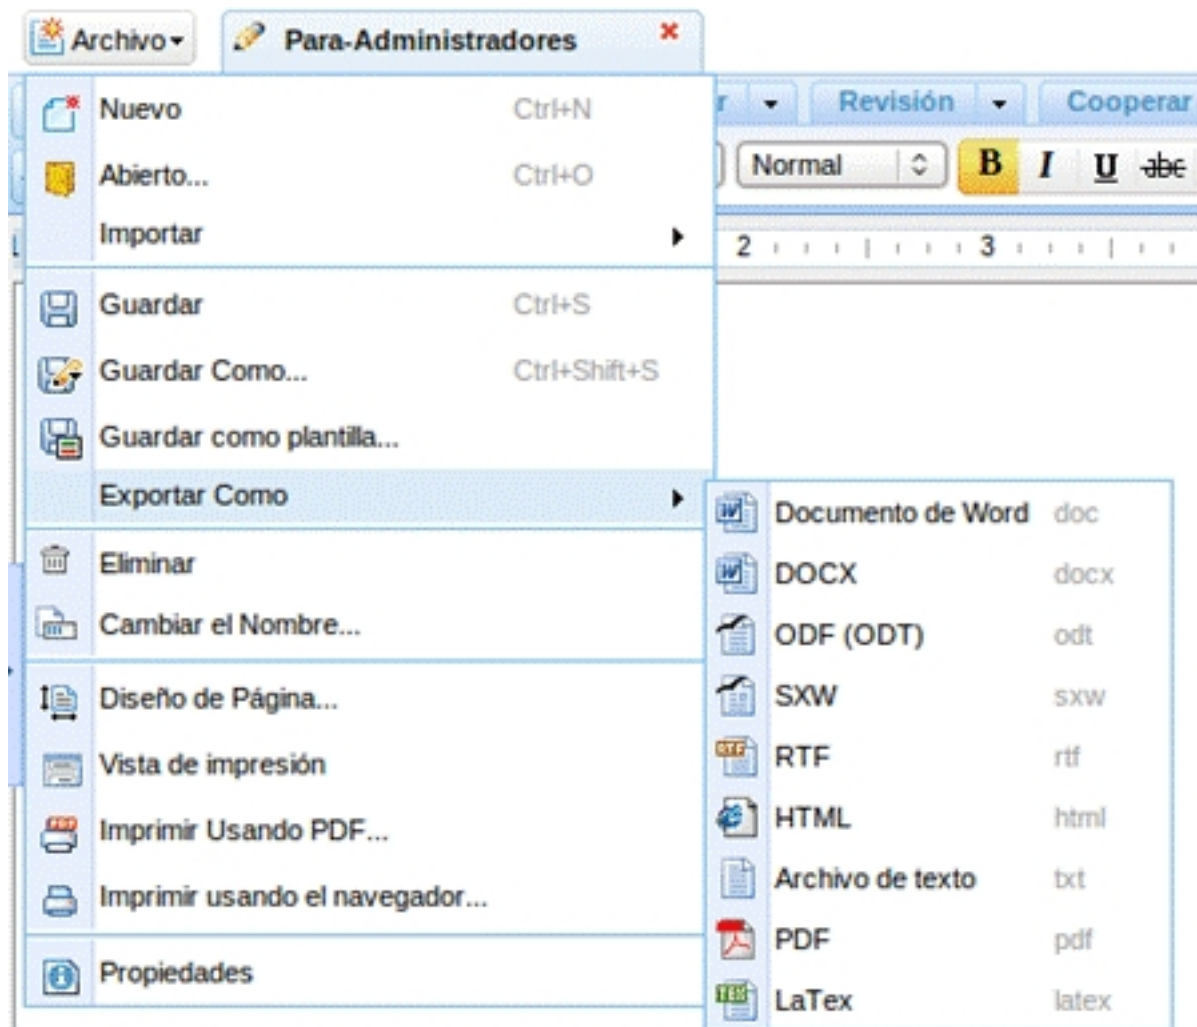 Archivo
Para-Administradores
Nuevo Ctrl+N
r Revisión Cooperar
Abierto... Ctrl+O
Normal B I U abc
Importar
2 3
Guardar Ctrl+S
Guardar Como... Ctrl+Shift+S
Guardar como plantilla...
Exportar Como
Documento de Word doc
Eliminar
DOCX docx
Cambiar el Nombre...
ODF (ODT) odt
Diseño de Página...
SXW sxw
Vista de impresión
RTF rtf
Imprimir Usando PDF...
HTML html
Imprimir usando el navegador...
Archivo de texto txt
PDF pdf
Propiedades
LaTex latex